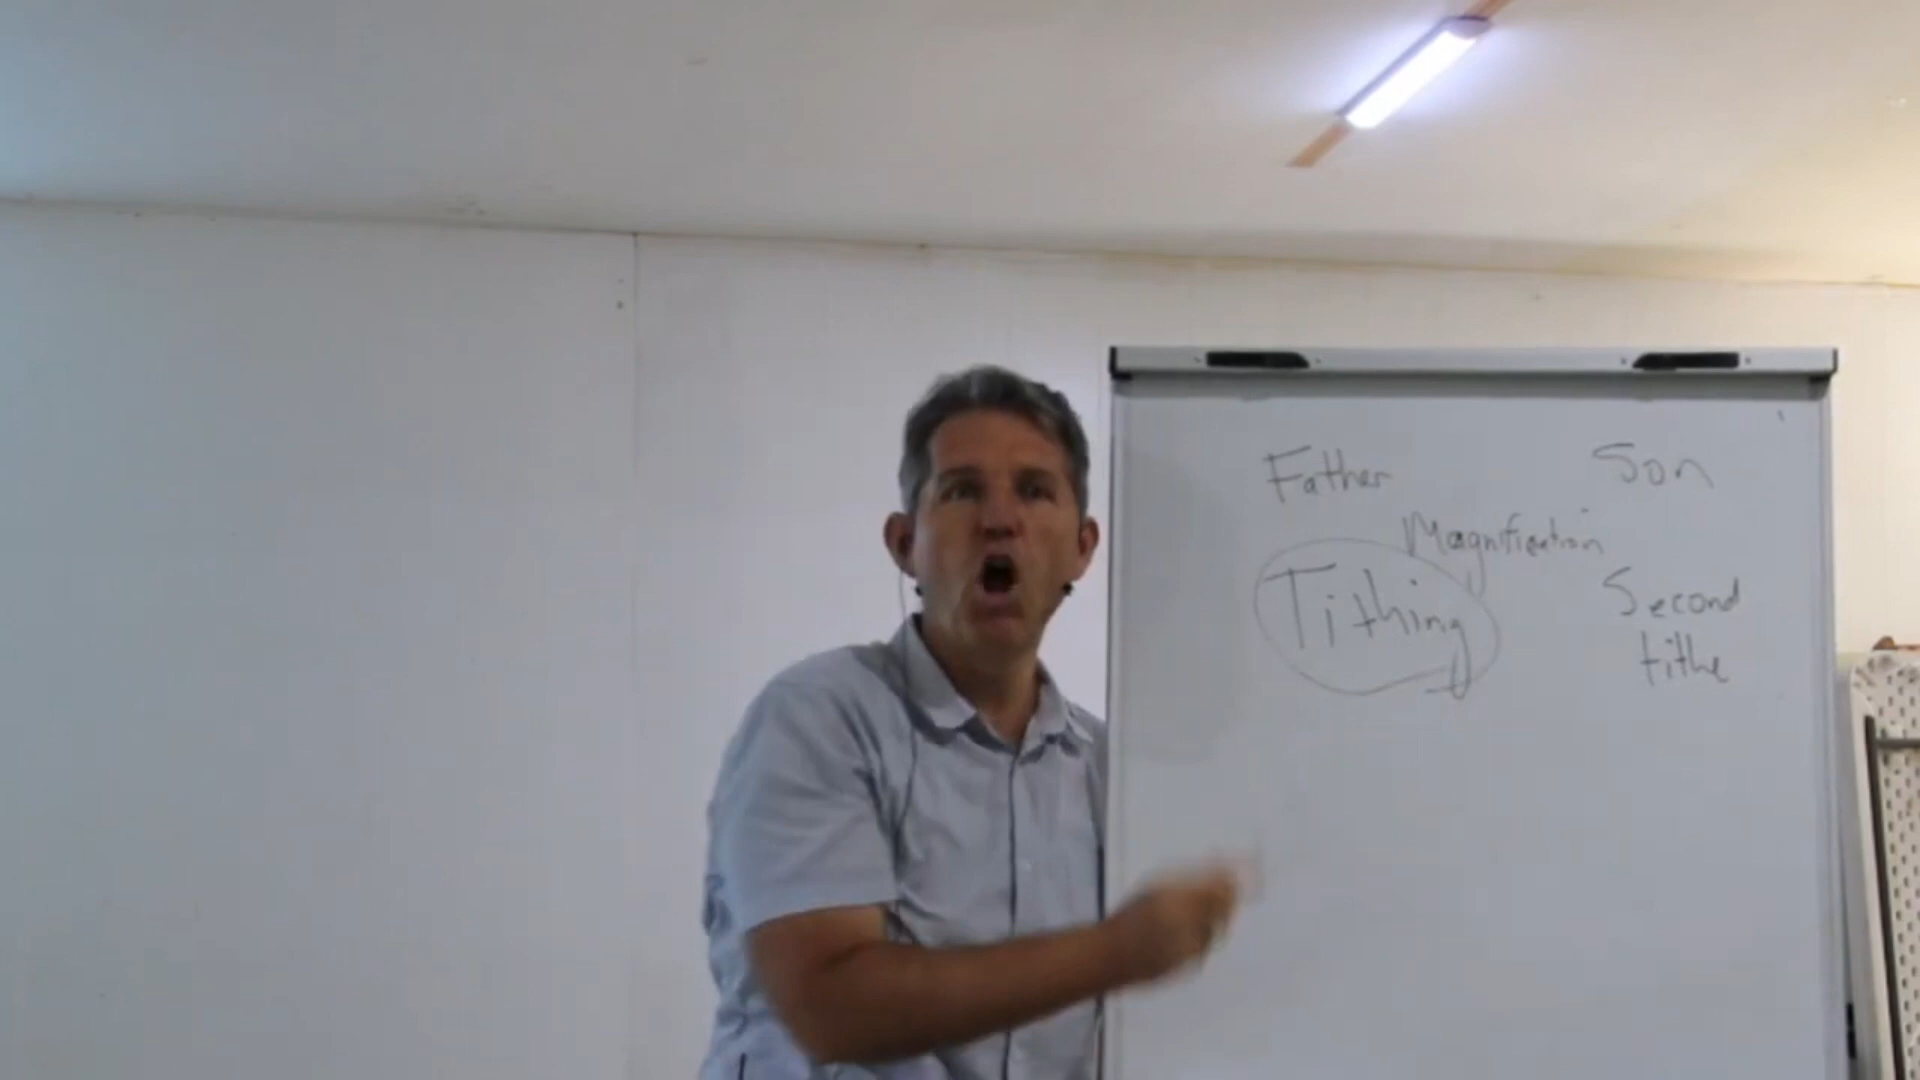 Father Son
Magnification
Tithing
Second
tithe